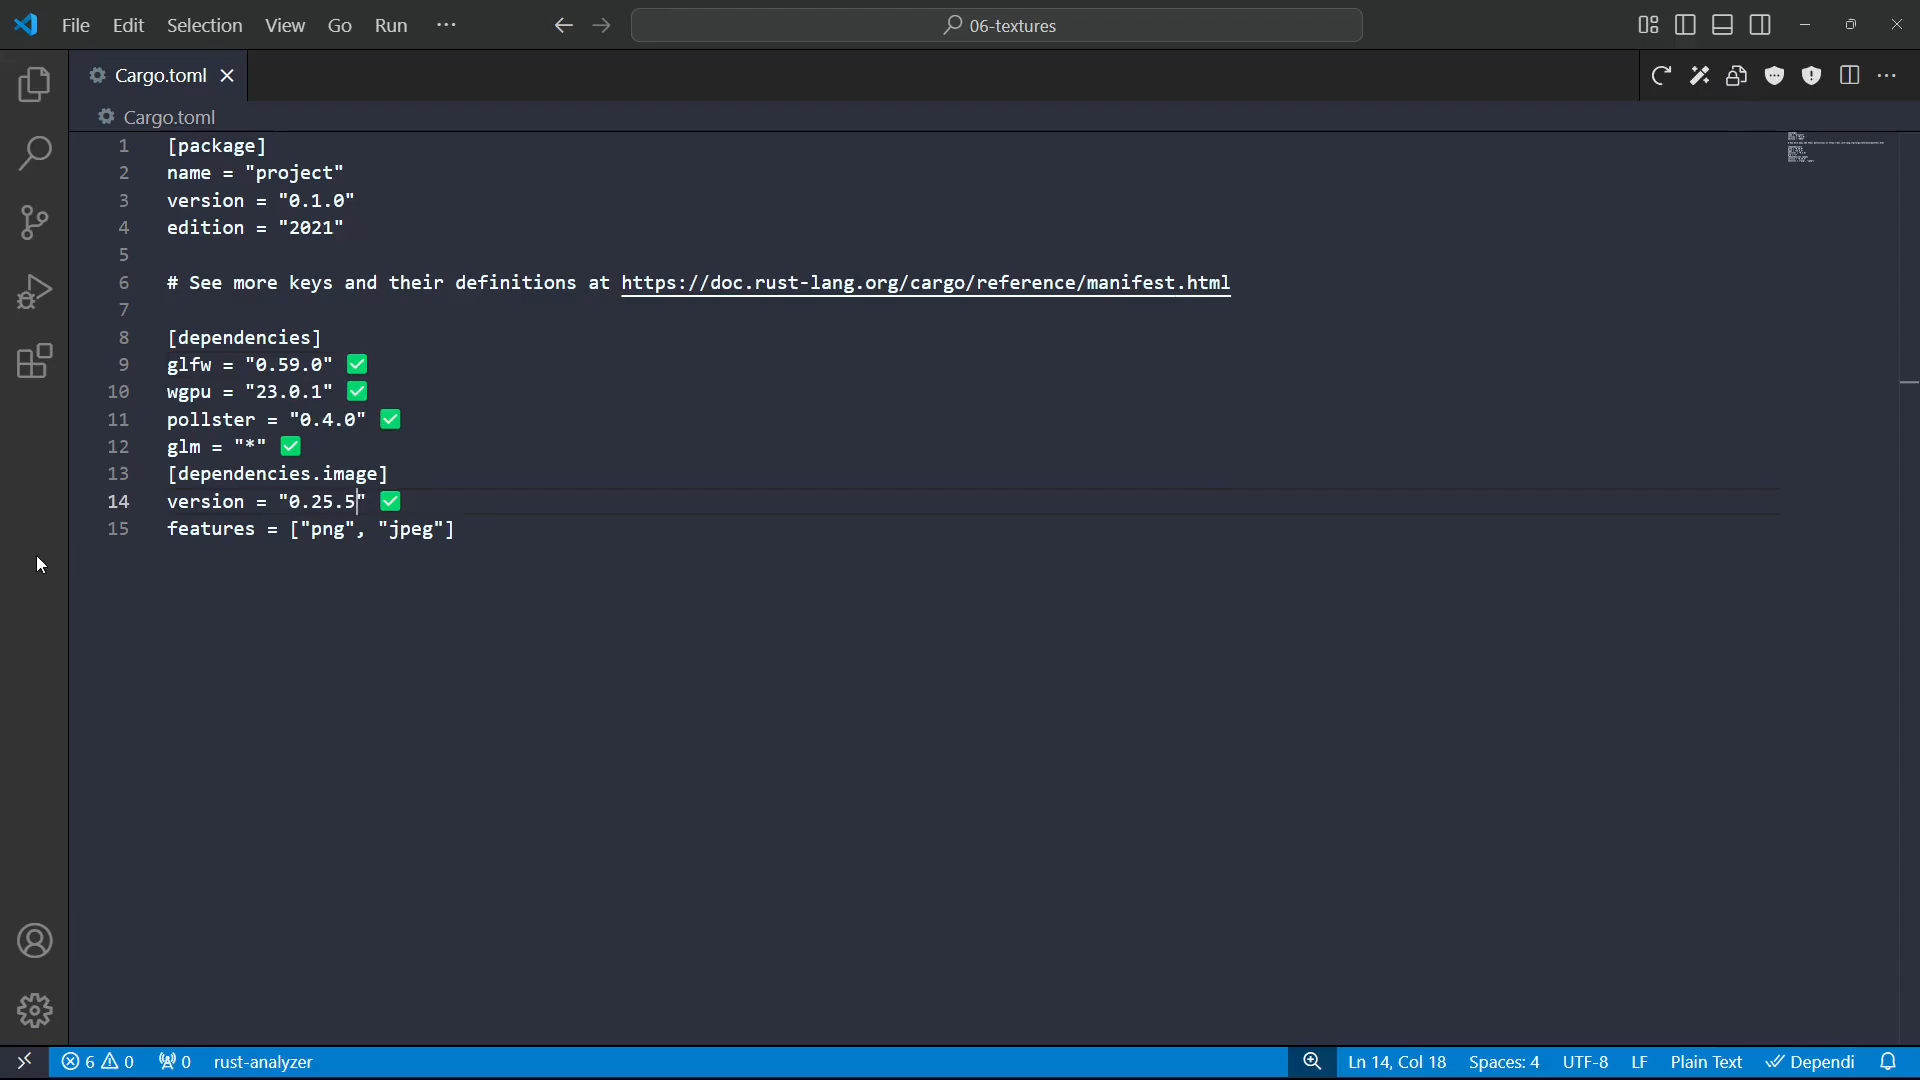 File Edit Selection View Go Run ···
06-textures
Cargo.toml
Cargo.toml
1 [package]
2 name = "project"
3 version = "0.1.0"
4 edition = "2021"
5
6 # See more keys and their definitions at https://doc.rust-lang.org/cargo/reference/manifest.html
7
8 [dependencies]
9 glfw = "0.59.0" ✅
10 wgpu = "23.0.1" ✅
11 pollster = "0.4.0" ✅
12 glm = "*" ✅
13 [dependencies.image]
14 version = "0.25.5" ✅
15 features = ["png", "jpeg"]
6 0 0 rust-analyzer Ln 14, Col 18 Spaces: 4 UTF-8 LF Plain Text Dependi